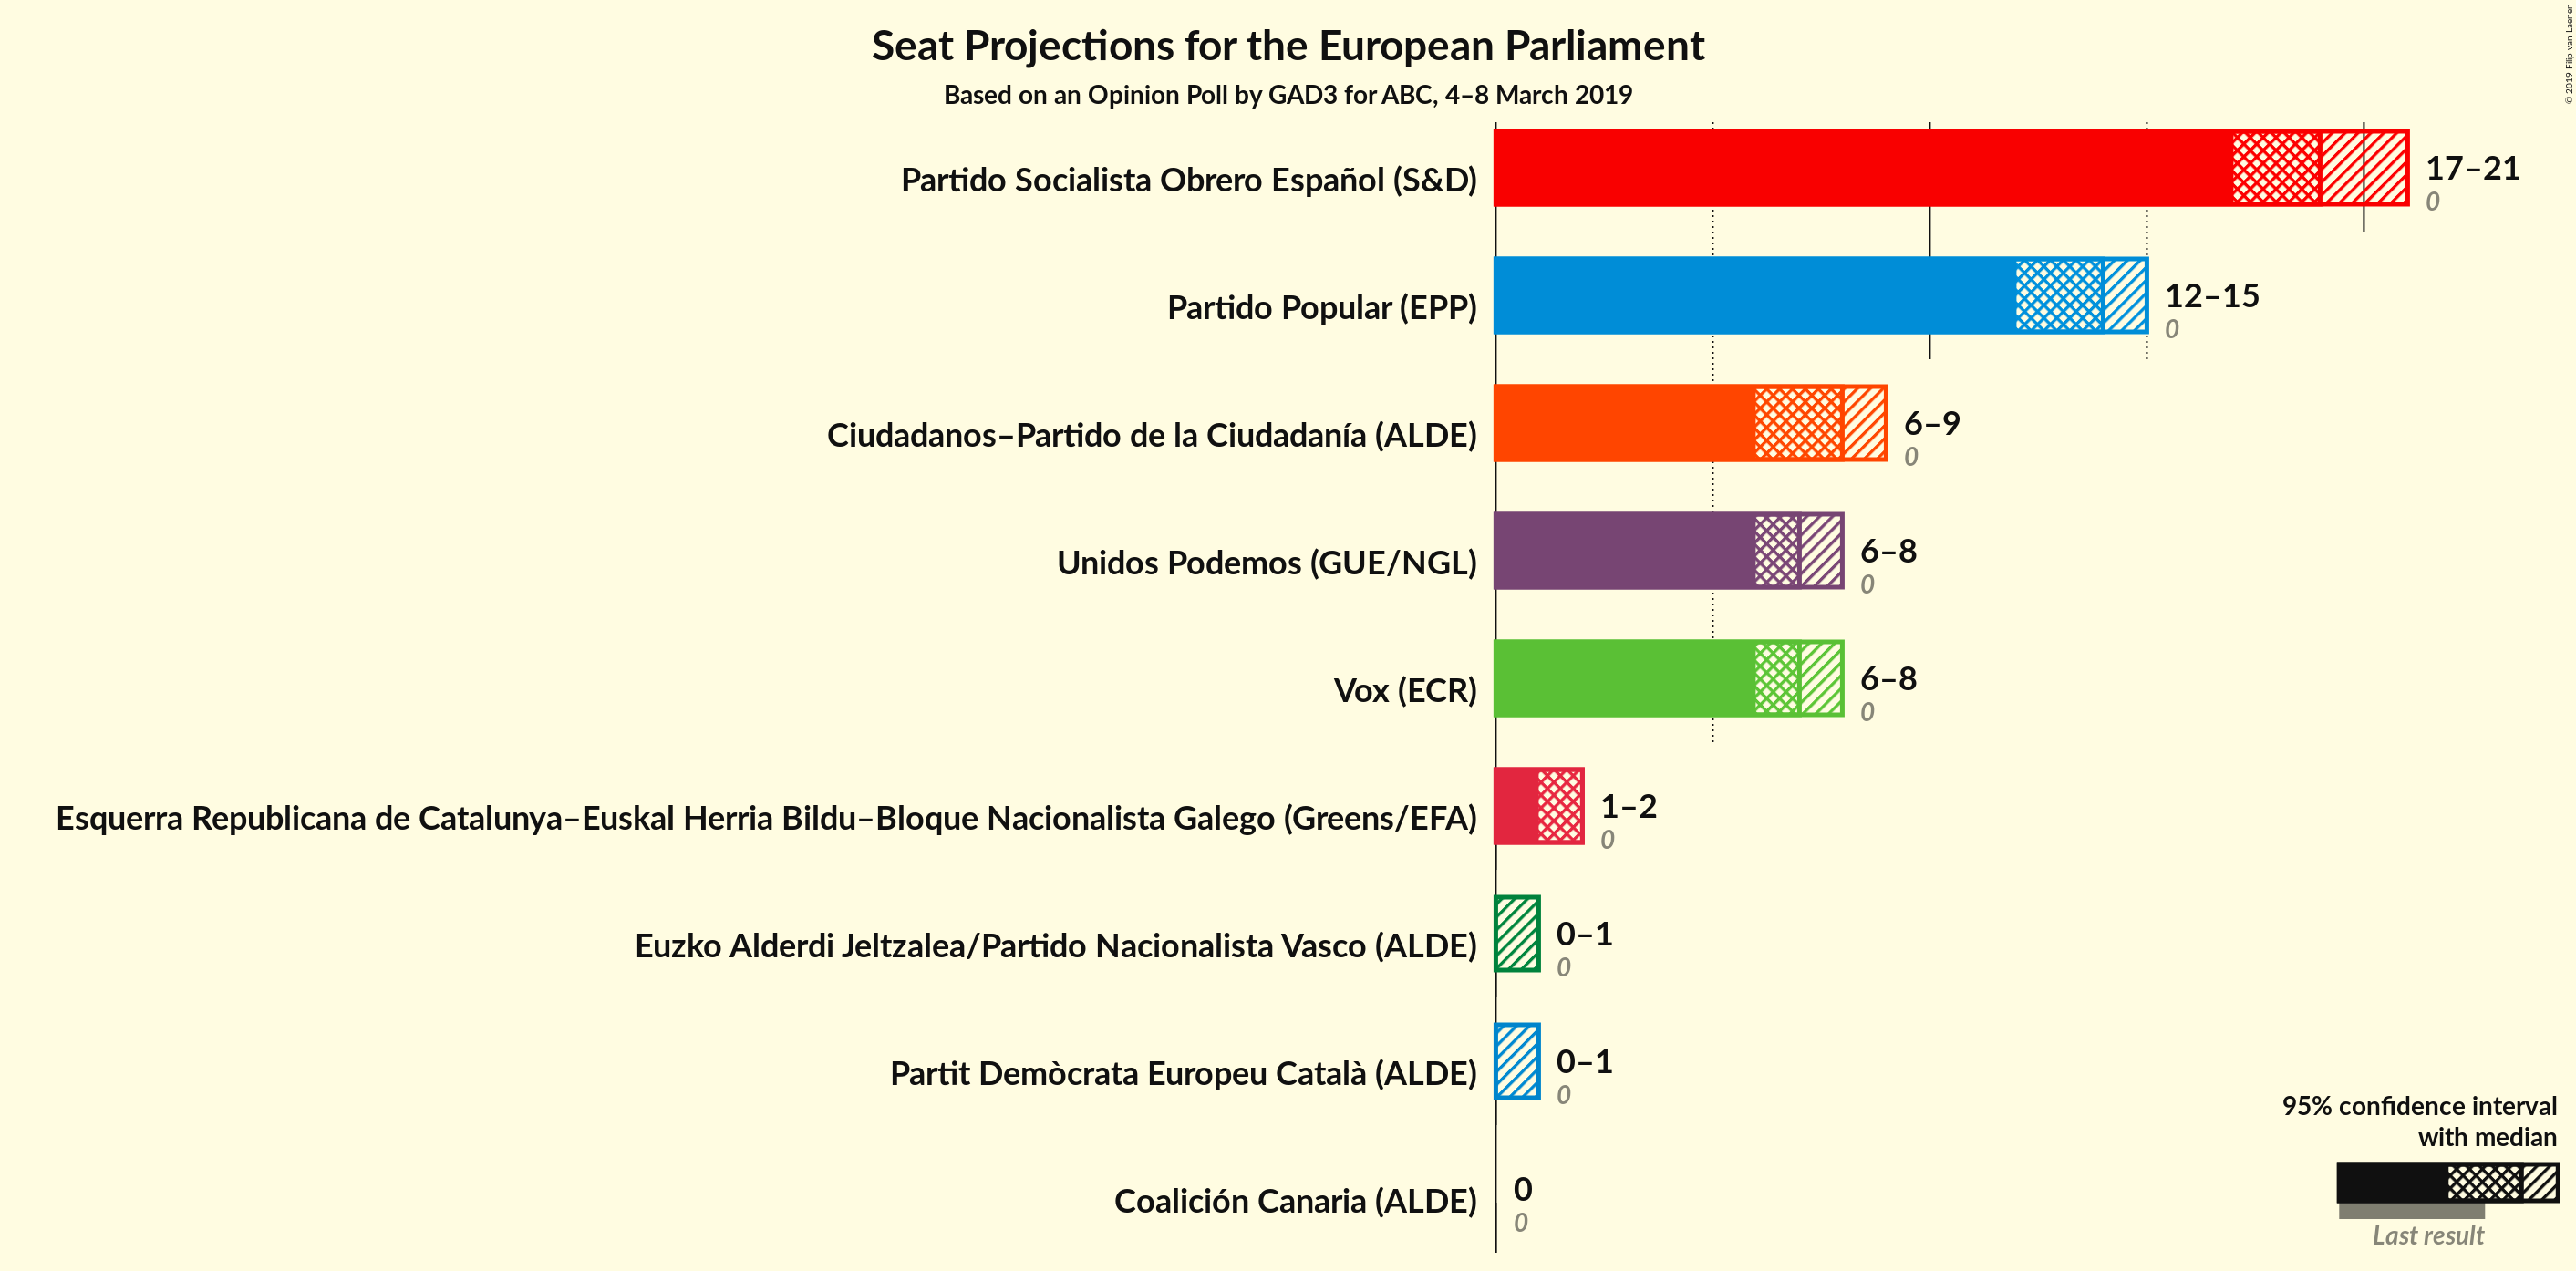 Seat Projections for the European Parliament
Based on an Opinion Poll by GAD3 for ABC, 4–8 March 2019
© 2019 Filip van Laenen
Partido Socialista Obrero Español (S&D)
17–21
0
Partido Popular (EPP)
12–15
0
Ciudadanos–Partido de la Ciudadanía (ALDE)
6–9
0
Unidos Podemos (GUE/NGL)
6–8
0
Vox (ECR)
6–8
0
Esquerra Republicana de Catalunya–Euskal Herria Bildu–Bloque Nacionalista Galego (Greens/EFA)
1–2
0
Euzko Alderdi Jeltzalea/Partido Nacionalista Vasco (ALDE)
0–1
0
Partit Demòcrata Europeu Català (ALDE)
0–1
0
Coalición Canaria (ALDE)
0
0
95% confidence interval
with median
Last result